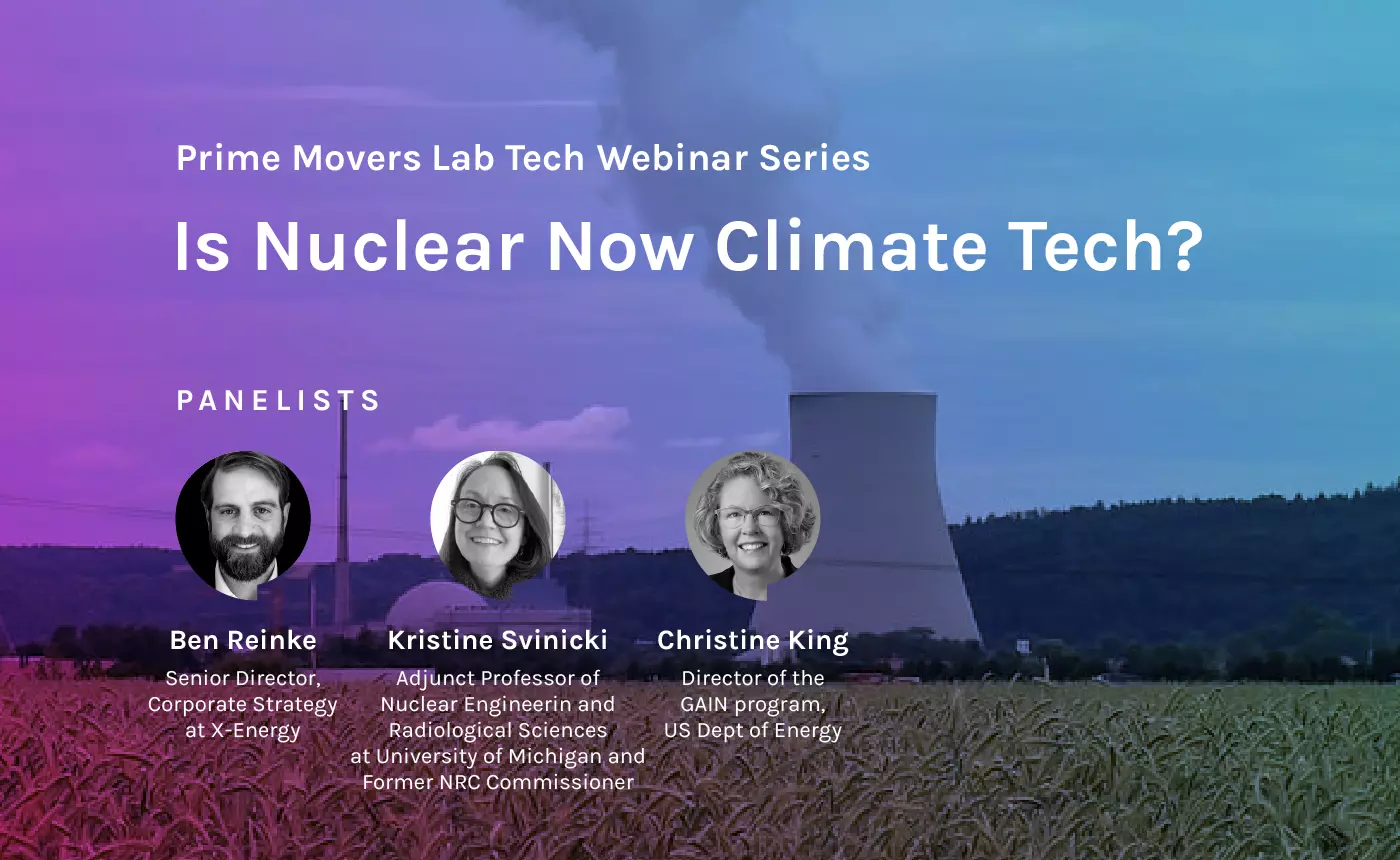 Prime Movers Lab Tech Webinar Series
Is Nuclear Now Climate Tech?
PANELISTS
Ben Reinke
Senior Director,
Corporate Strategy
at X-Energy
Kristine Svinicki
Adjunct Professor of
Nuclear Engineerin and
Radiological Sciences
at University of Michigan and
Former NRC Commissioner
Christine King
Director of the
GAIN program,
US Dept of Energy